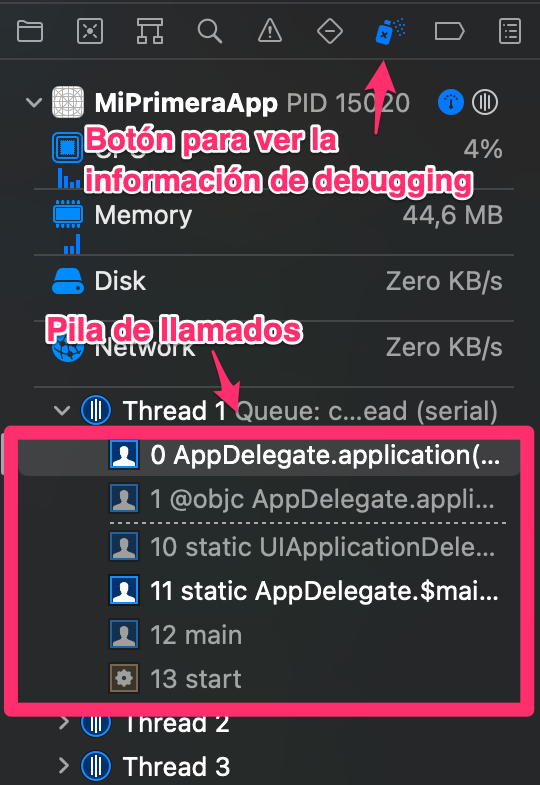 MiPrimeraApp PID 15020
Botón para ver la
información de debugging
4%
Memory 44,6 MB
Disk Zero KB/s
Pila de llamados
Network Zero KB/s
Thread 1 Queue: c...ead (serial)
0 AppDelegate.application(...
1 @objc AppDelegate.appli...
10 static UIApplicationDele...
11 static AppDelegate.$mai...
12 main
13 start
Thread 2
Thread 3